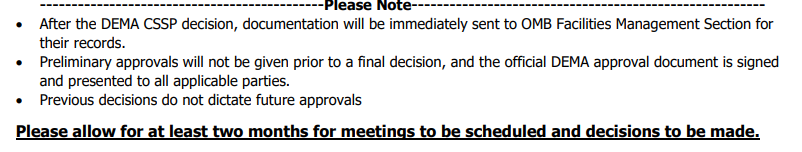 ---------------------------------------------Please Note--------------------------------------------------------
• After the DEMA CSSP decision, documentation will be immediately sent to OMB Facilities Management Section for
their records.
• Preliminary approvals will not be given prior to a final decision, and the official DEMA approval document is signed
and presented to all applicable parties.
• Previous decisions do not dictate future approvals
Please allow for at least two months for meetings to be scheduled and decisions to be made.